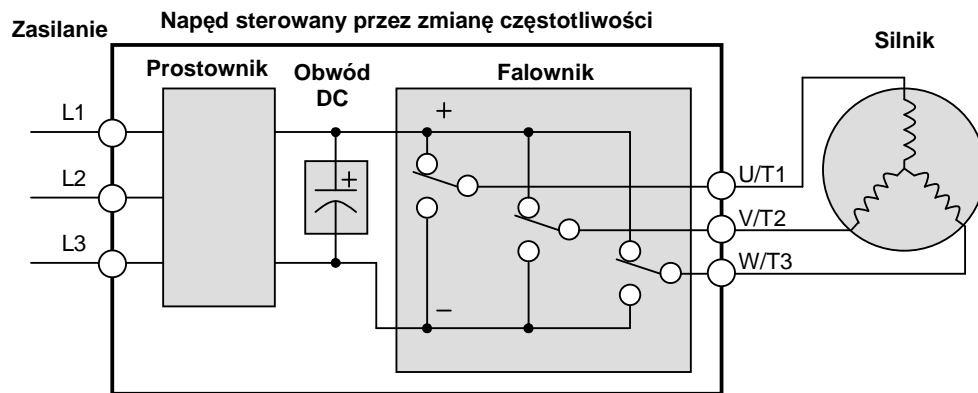 Zasilanie
Napęd sterowany przez zmianę częstotliwości
Silnik
Prostownik
Obwód
DC
Falownik
L1
L2
L3
+
+
−
U/T1
V/T2
W/T3